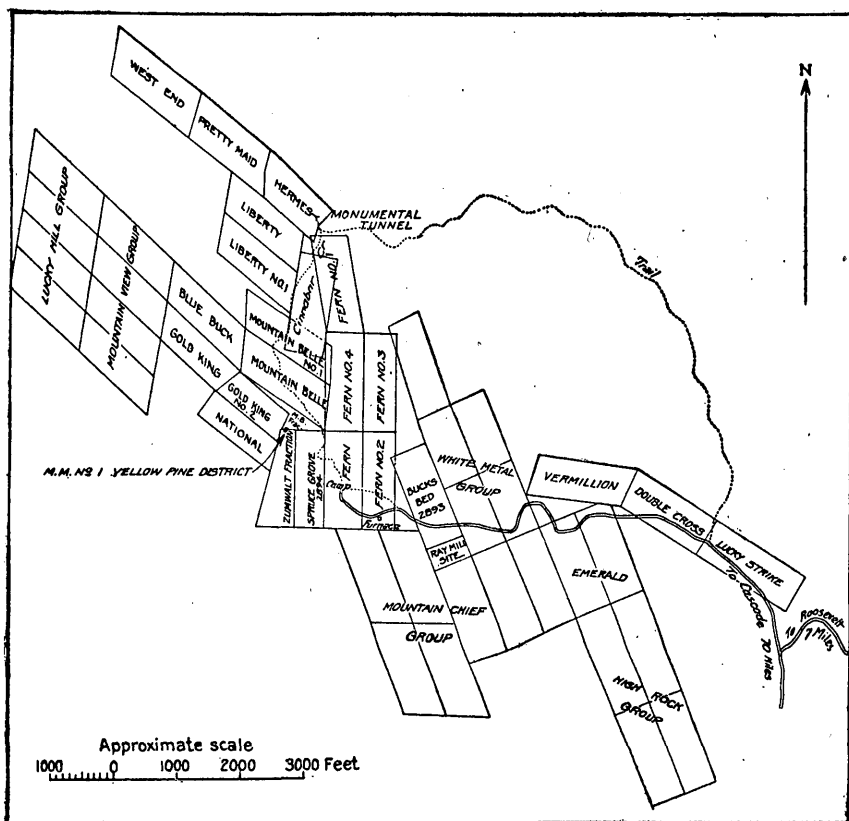 WEST END
PRETTY MAID
HERMES
N
LUCKY HILL GROUP
MOUNTAIN VIEW GROUP
LIBERTY
LIBERTY NO.1
MONUMENTAL
TUNNEL
Cinnabar
FERN NO.1
Trail
BLUE BUCK
GOLD KING
MOUNTAIN BELLE
NO.1
MOUNTAIN BELLE
FERN NO.4
FERN NO.3
GOLD KING
NO. 2
NATIONAL
M.B.
M.M. NO 1 YELLOW PINE DISTRICT
ZUMWALT FRACTION
SPRUCE GROVE
2894
FERN
FERN NO.2
Camp
Furnace
BUCKS
BED
2893
WHITE METAL
GROUP
RAY MILL
SITE
VERMILLION
DOUBLE CROSS
LUCKY STRIKE
EMERALD
MOUNTAIN CHIEF
GROUP
HIGH ROCK
GROUP
To Cascade 70 Miles
Roosevelt
7 Miles
Approximate scale
1000 0 1000 2000 3000 Feet